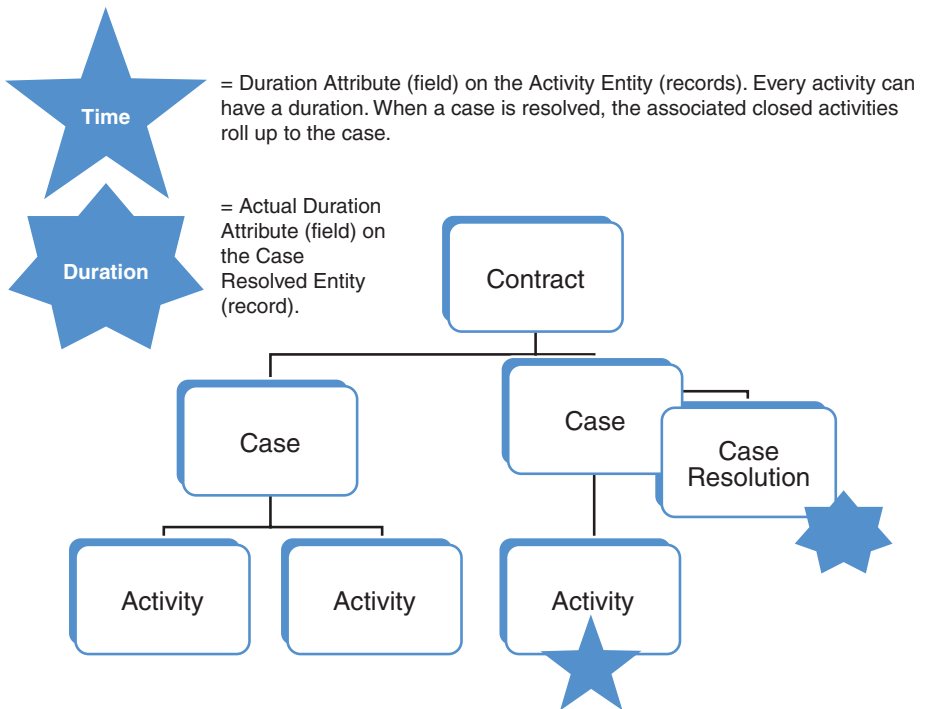 Time
= Duration Attribute (field) on the Activity Entity (records). Every activity can
have a duration. When a case is resolved, the associated closed activities
roll up to the case.
Duration
= Actual Duration
Attribute (field) on
the Case
Resolved Entity
(record).
Contract
Case
Case
Case
Resolution
Activity
Activity
Activity